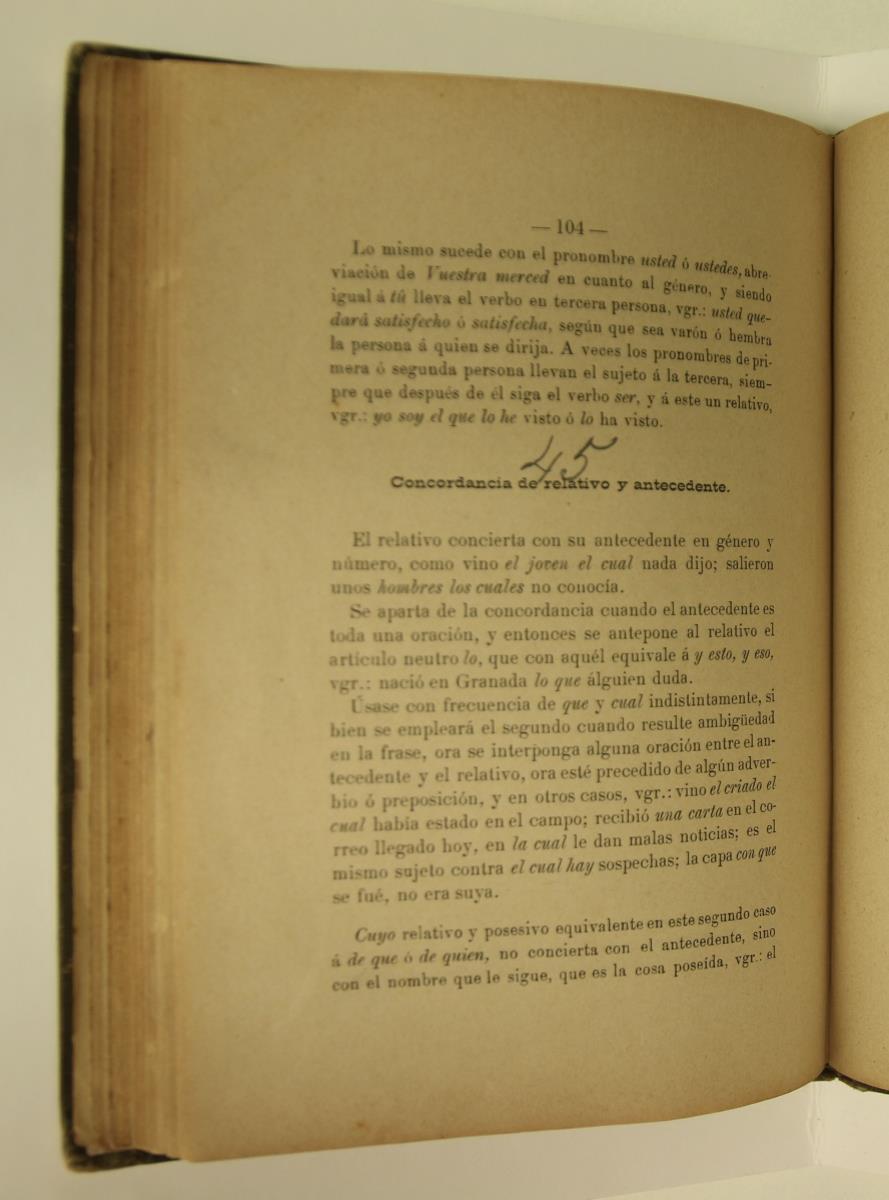 — 104 —
Lo mismo sucede con el pronombre usted ó ustedes, abre-
viación de Vuestra merced en cuanto al género, y siendo
igual á tú lleva el verbo en tercera persona, vgr.: usted que-
dará satisfecho ó satisfecha, según que sea varón ó hembra
la persona á quien se dirija. A veces los pronombres de pri-
mera ó segunda persona llevan el sujeto á la tercera, siem-
pre que después de él siga el verbo ser, y á este un relativo,
vgr.: yo soy el que lo he visto ó lo ha visto.
45
Concordancia de relativo y antecedente.
El relativo concierta con su antecedente en género y
número, como vino el joven el cual nada dijo; salieron
unos hombres los cuales no conocía.
Se aparta de la concordancia cuando el antecedente es
toda una oración, y entonces se antepone al relativo el
artículo neutro lo, que con aquél equivale á y esto, y eso,
vgr.: nació en Granada lo que álguien duda.
Úsase con frecuencia de que y cual indistintamente, si
bien se empleará el segundo cuando resulte ambigüedad
en la frase, ora se interponga alguna oración entre el an-
tecedente y el relativo, ora esté precedido de algún adver-
bio ó preposición, y en otros casos, vgr.: vino el criado el
cual había estado en el campo; recibió una carta en el co-
rreo llegado hoy, en la cual le dan malas noticias; es el
mismo sujeto contra el cual hay sospechas; la capa con que
se fué, no era suya.
Cuyo relativo y posesivo equivalente en este segundo caso
á de que ó de quien, no concierta con el antecedente, sino
con el nombre que le sigue, que es la cosa poseida, vgr.: el